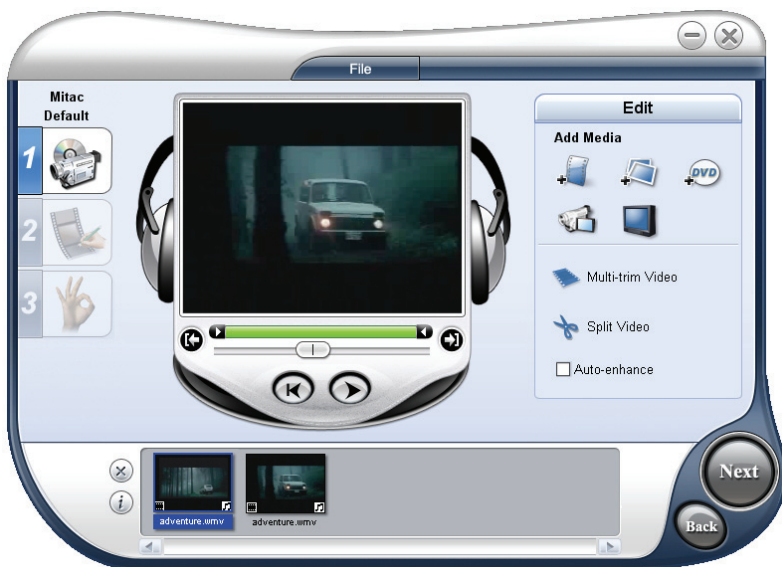 File
Mitac
Default
1
2
3
Edit
Add Media
DVD
Multi-trim Video
Split Video
Auto-enhance
adventure.wmv
adventure.wmv
Next
Back